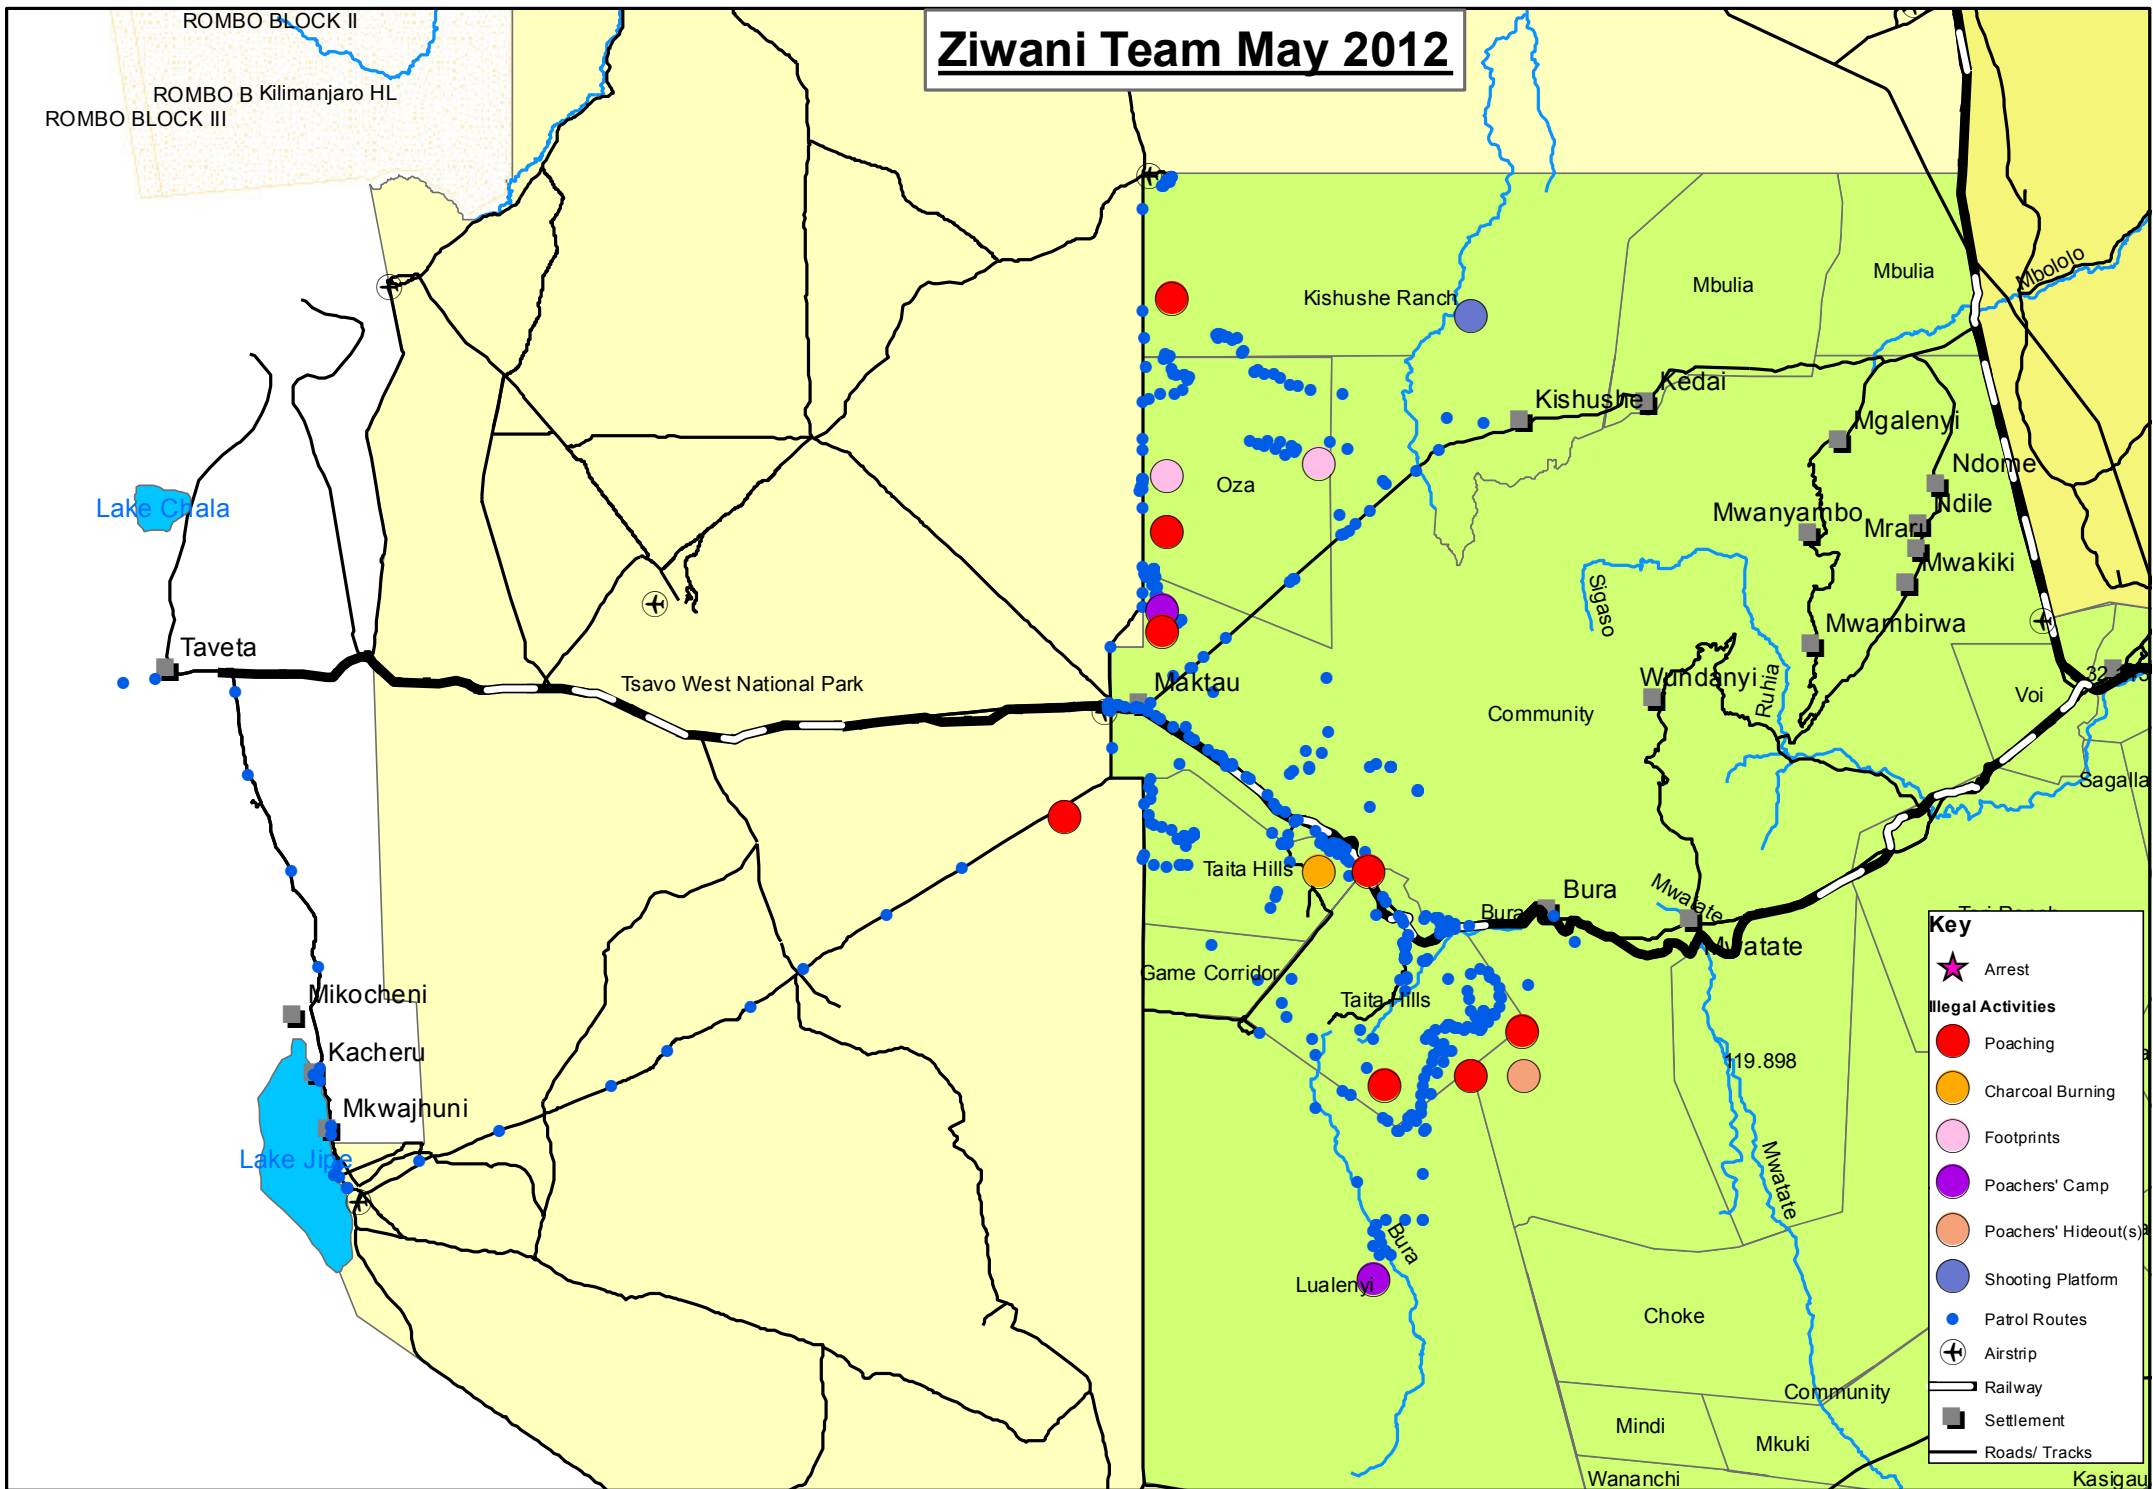 Ziwani Team May 2012
ROMBO BLOCK II
ROMBO B Kilimanjaro HL
ROMBO BLOCK III
Mbololo
Mbulia
Mbulia
Kishushe Ranch
Kedai
Kishushe
Mgalenyi
Ndome
Oza
Lake Chala
Ndile
Mwanyambo
Mraru
Mwakiki
Sigaso
Mwambirwa
Taveta
Tsavo West National Park
Maktau
Wundanyi
Ruhia
Voi
Community
Sagalla
Taita Hills
Bura
Mwatate
Bura
Mwatate
Game Corridor
Taita Hills
Mikocheni
Kacheru
119.898
Mkwajhuni
Lake Jipe
Mwatate
Bura
Lualenyi
Choke
Community
Mindi
Mkuki
Wananchi
Kasigau
Key
Arrest
Illegal Activities
Poaching
Charcoal Burning
Footprints
Poachers' Camp
Poachers' Hideout(s)
Shooting Platform
Patrol Routes
Airstrip
Railway
Settlement
Roads/ Tracks